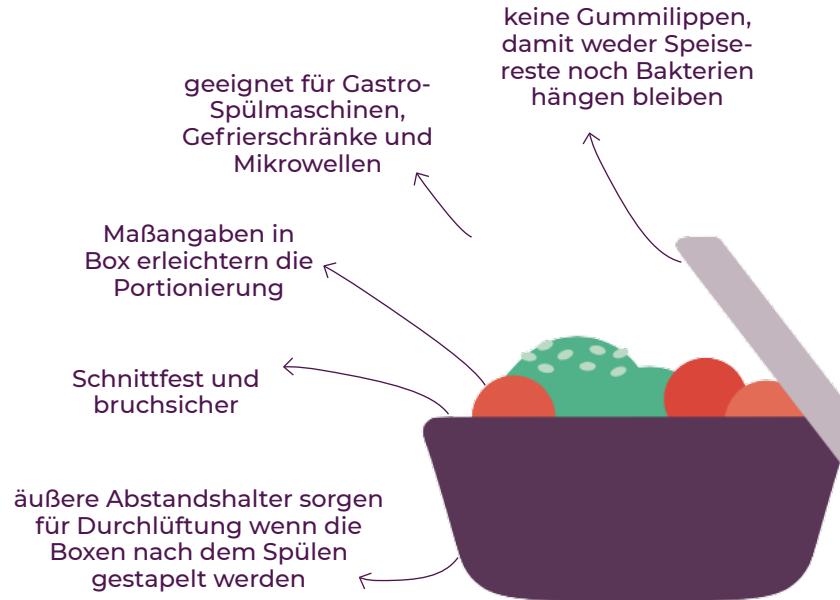 keine Gummilippen,
damit weder Speise-
reste noch Bakterien
hängen bleiben
geeignet für Gastro-
Spülmaschinen,
Gefrierschränke und
Mikrowellen
Maßangaben in
Box erleichtern die
Portionierung
Schnittfest und
bruchsicher
äußere Abstandshalter sorgen
für Durchlüftung wenn die
Boxen nach dem Spülen
gestapelt werden